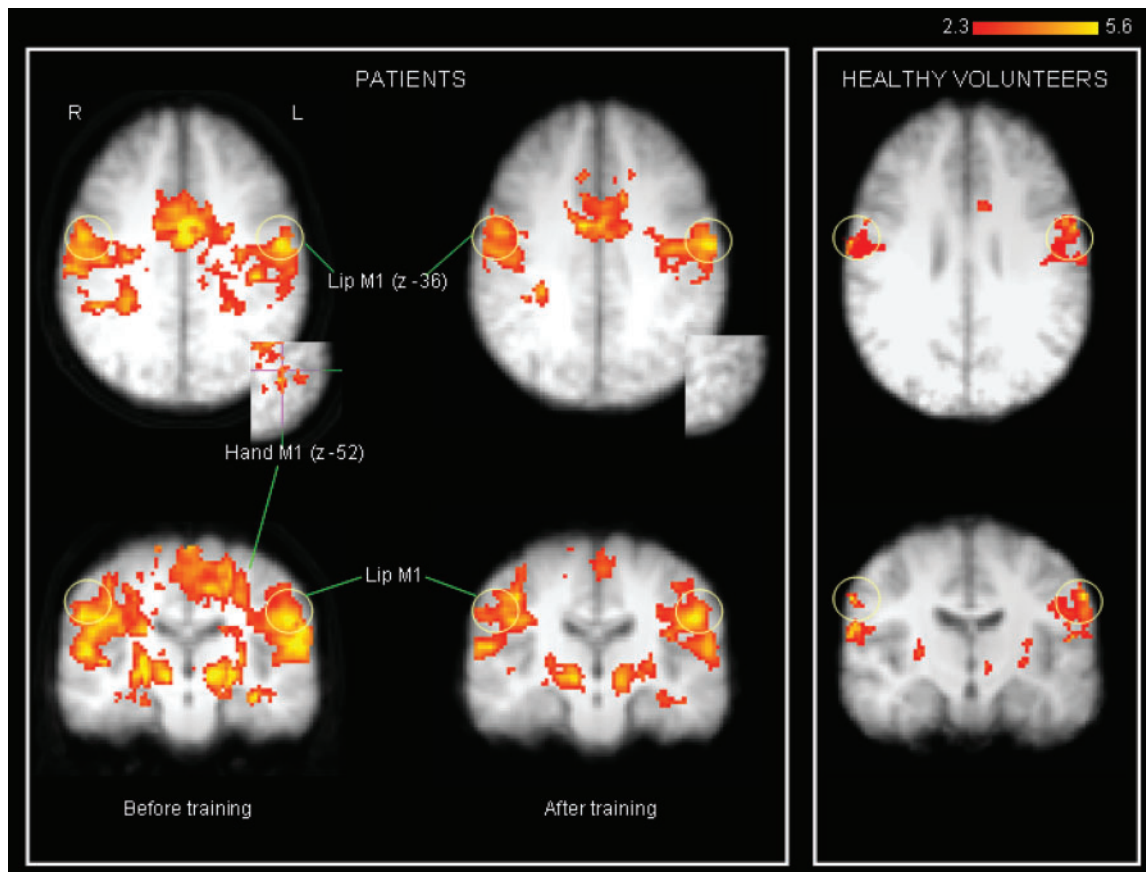 2.3 5.6
PATIENTS
HEALTHY VOLUNTEERS
R L
Lip M1 (z -36)
Hand M1 (z -52)
Lip M1
Before training
After training